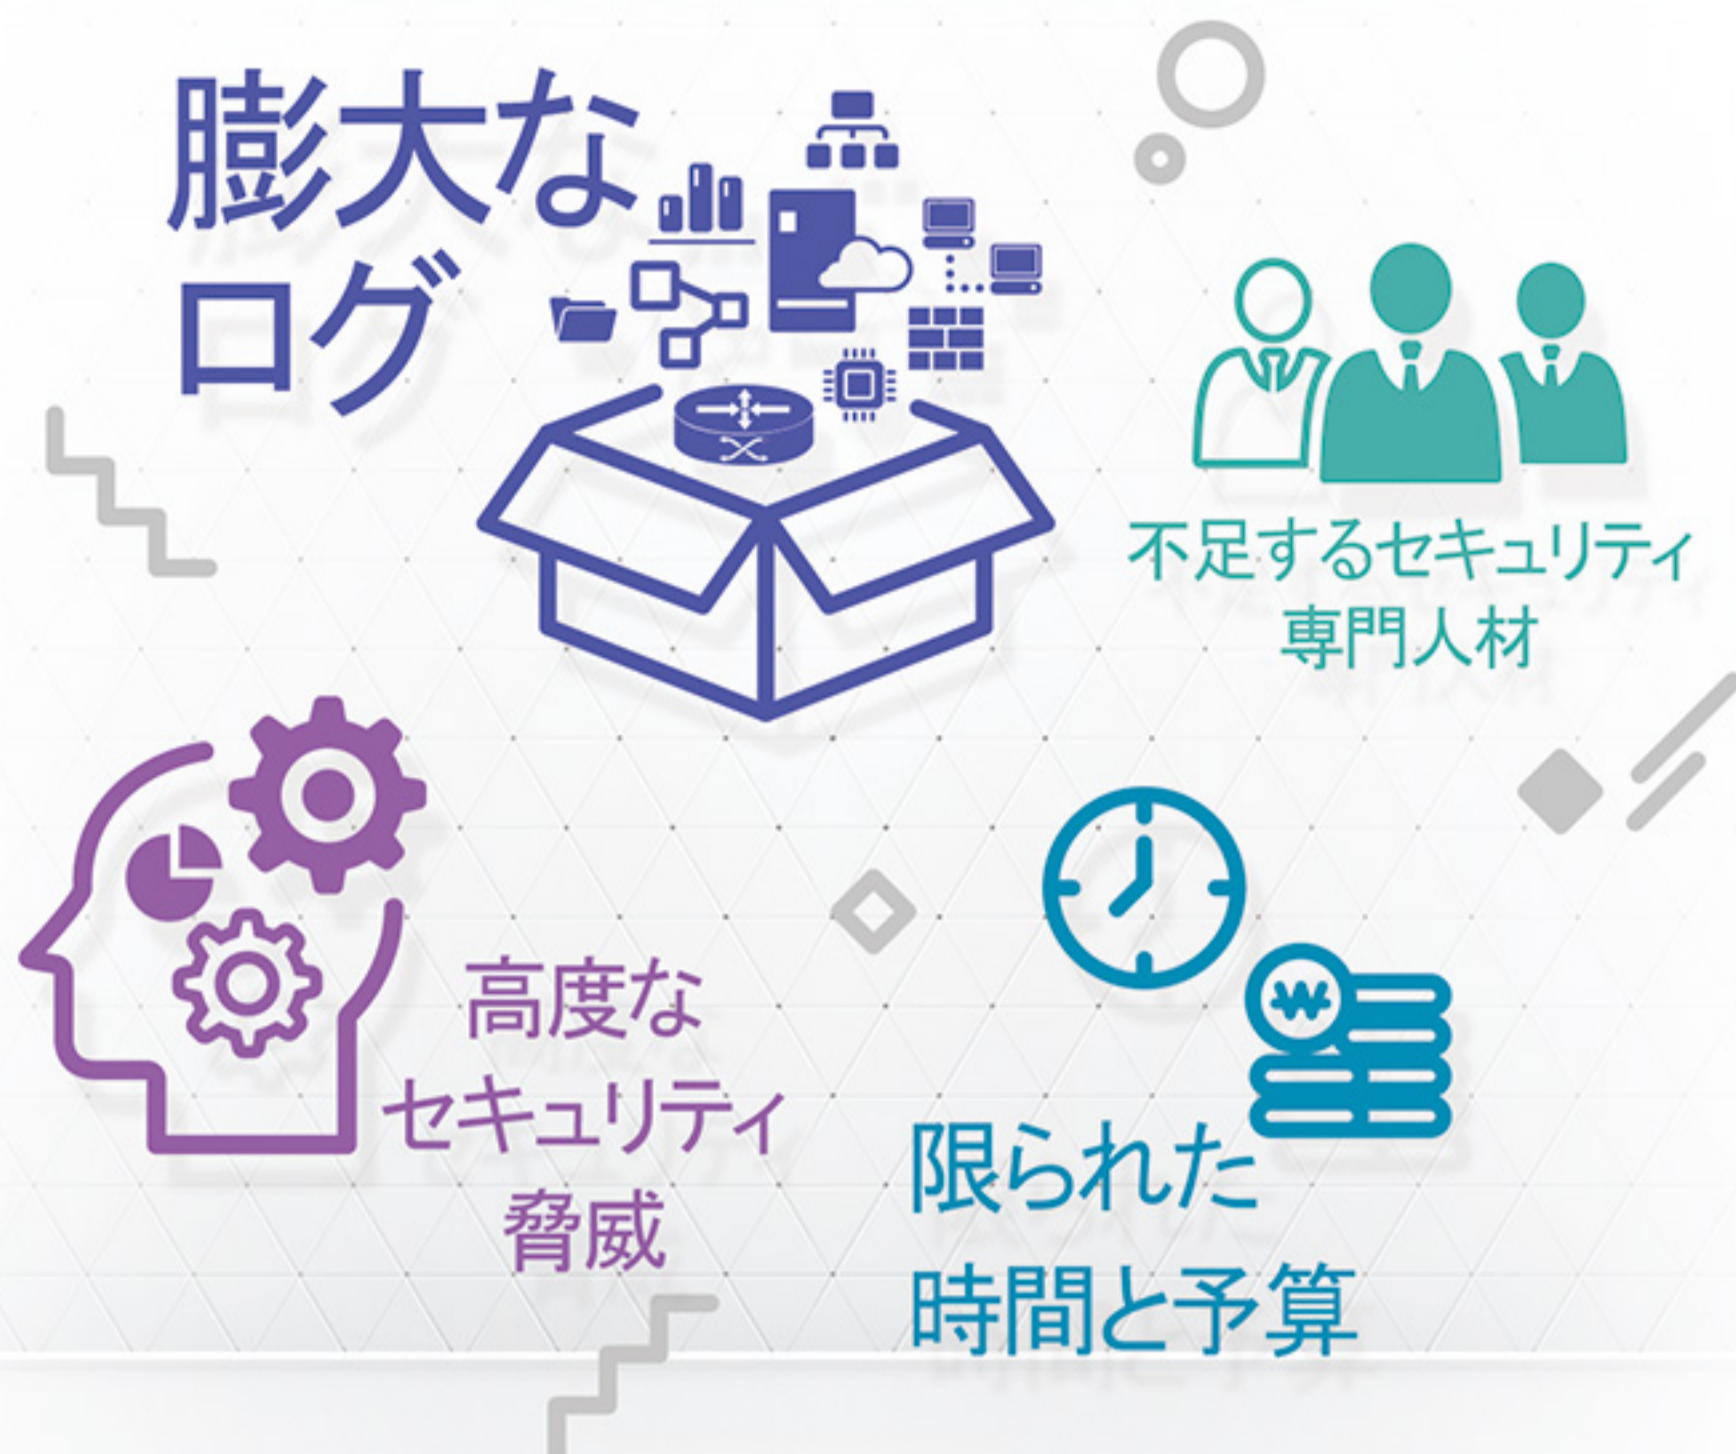 膨大な
ログ
不足するセキュリティ
専門人材
高度な
セキュリティ
脅威
限られた
時間と予算